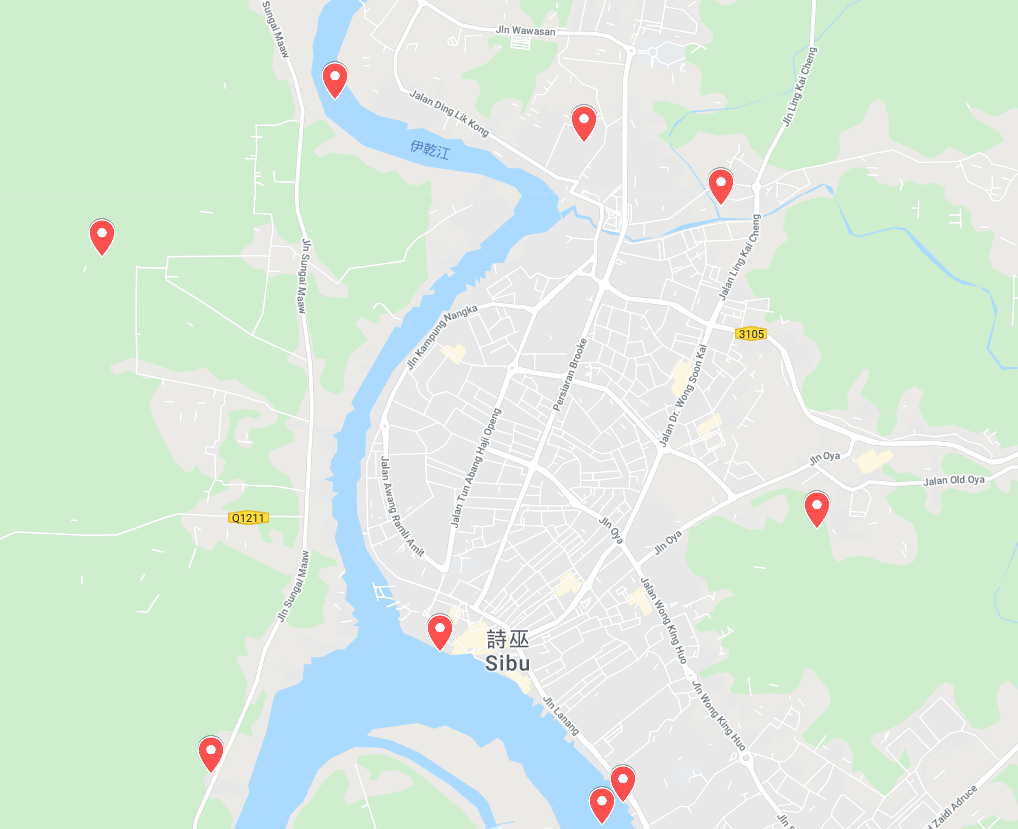 Sungai Maaw
Jln Wawasan
Jln Ling Kai Cheng
Jalan Ding Lik Kong
伊乾江
Jln Sungai Maaw
Jalan Ling Kai Cheng
Jln Kampung Nangka
3105
Persiaran Brooke
Jalan Dr. Wong Soon Kai
Jalan Tun Abang Haji Openg
Jln Oya
Jalan Old Oya
Jalan Awang Ramli Amit
Q1211
Jln Oya
Jln Oya
Jln Sungai Maaw
Jalan Wong King Huo
詩巫
Sibu
Jln Lanang
Jln Wong King Huo
Zaidi Adruce
Jln S